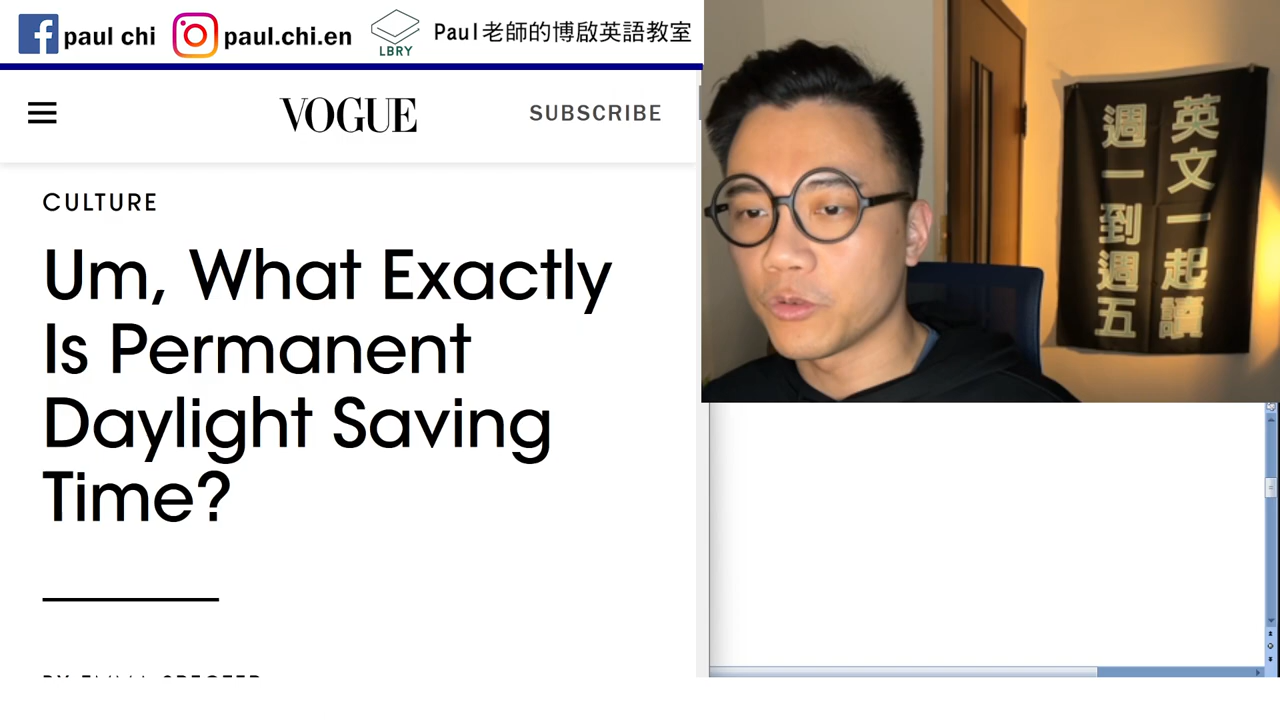 paul chi
paul.chi.en
LBRY
Paul老師的博啟英語教室
VOGUE
SUBSCRIBE
CULTURE
Um, What Exactly
Is Permanent
Daylight Saving
Time?
英文一起讀
週一到週五